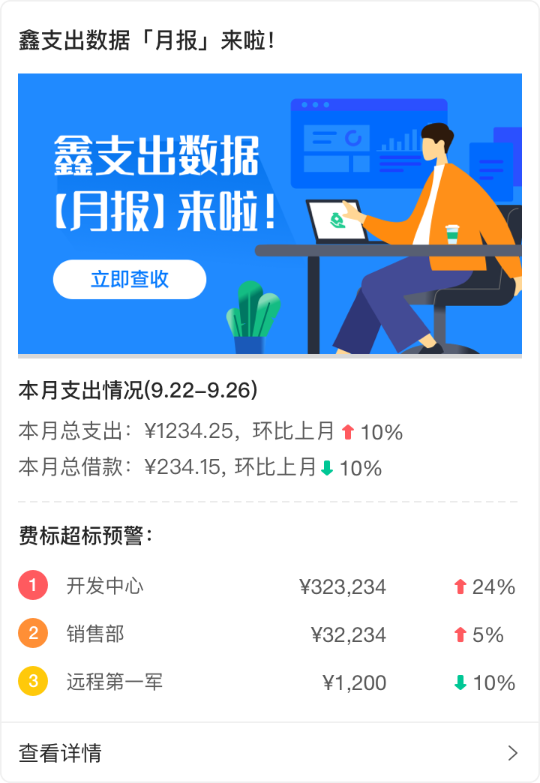 鑫支出数据「月报」来啦！
鑫支出数据
【月报】来啦！
立即查收
本月支出情况(9.22-9.26)
本月总支出：¥1234.25，环比上月 10%
本月总借款：¥234.15, 环比上月 10%
费标超标预警：
1 开发中心 ¥323,234 24%
2 销售部 ¥32,234 5%
3 远程第一军 ¥1,200 10%
查看详情